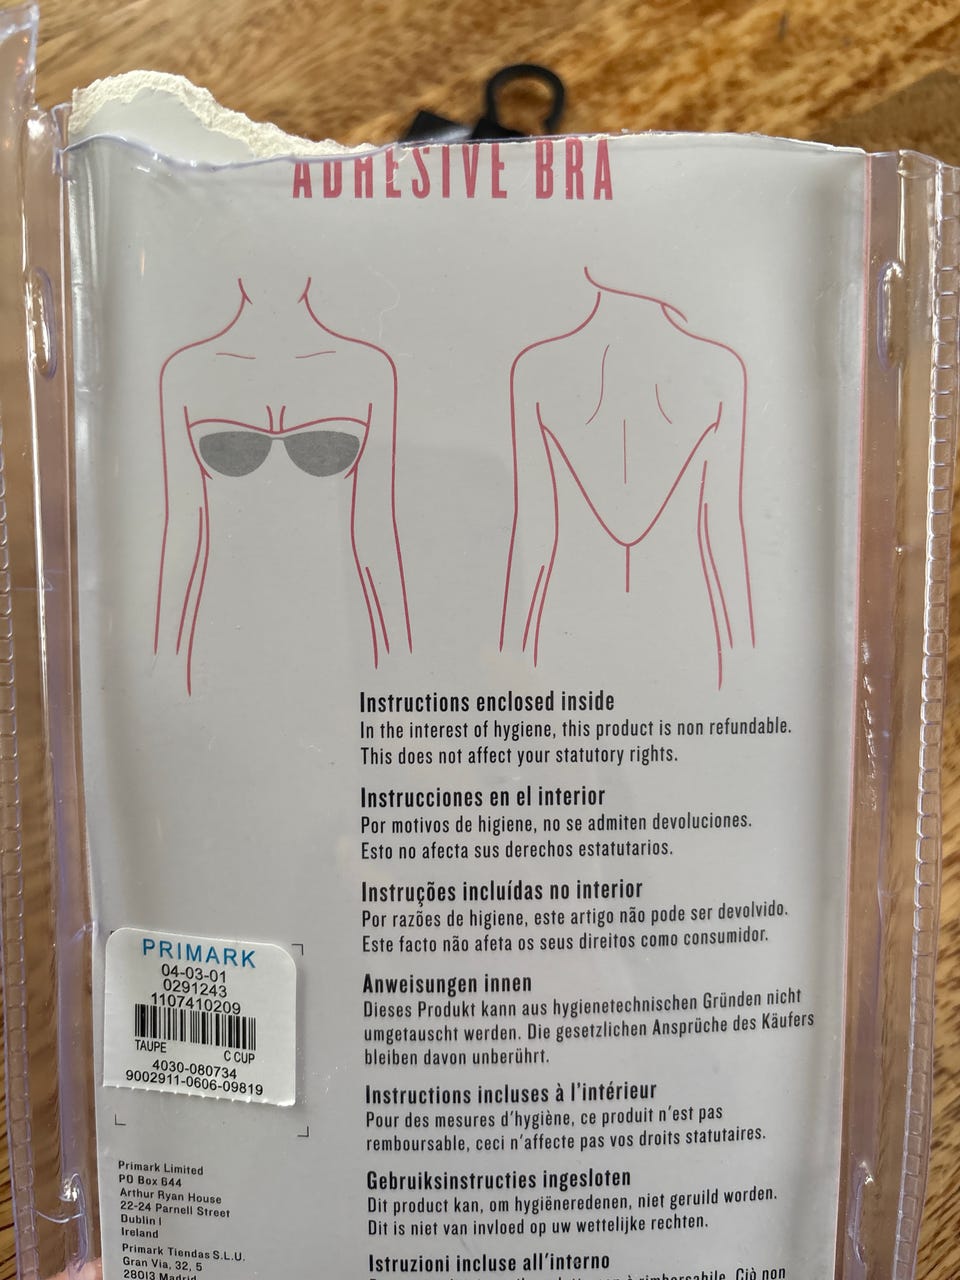 ADHESIVE BRA
Instructions enclosed inside
In the interest of hygiene, this product is non refundable.
This does not affect your statutory rights.
Instrucciones en el interior
Por motivos de higiene, no se admiten devoluciones.
Esto no afecta sus derechos estatutarios.
Instruções incluídas no interior
Por razões de higiene, este artigo não pode ser devolvido.
Este facto não afeta os seus direitos como consumidor.
Anweisungen innen
Dieses Produkt kann aus hygienetechnischen Gründen nicht
umgetauscht werden. Die gesetzlichen Ansprüche des Käufers
bleiben davon unberührt.
Instructions incluses à l'intérieur
Pour des mesures d'hygiène, ce produit n'est pas
remboursable, ceci n'affecte pas vos droits statutaires.
Gebruiksinstructies ingesloten
Dit product kan, om hygiëneredenen, niet geruild worden.
Dit is niet van invloed op uw wettelijke rechten.
Istruzioni incluse all'interno
rimborsabile. Ciò non
PRIMARK
04-03-01
0291243
1107410209
TAUPE C CUP
4030-080734
9002911-0606-09819
Primark Limited
PO Box 644
Arthur Ryan House
22-24 Parnell Street
Dublin 1
Ireland
Primark Tiendas S.L.U.
Gran Via, 32, 5
28013 Madrid